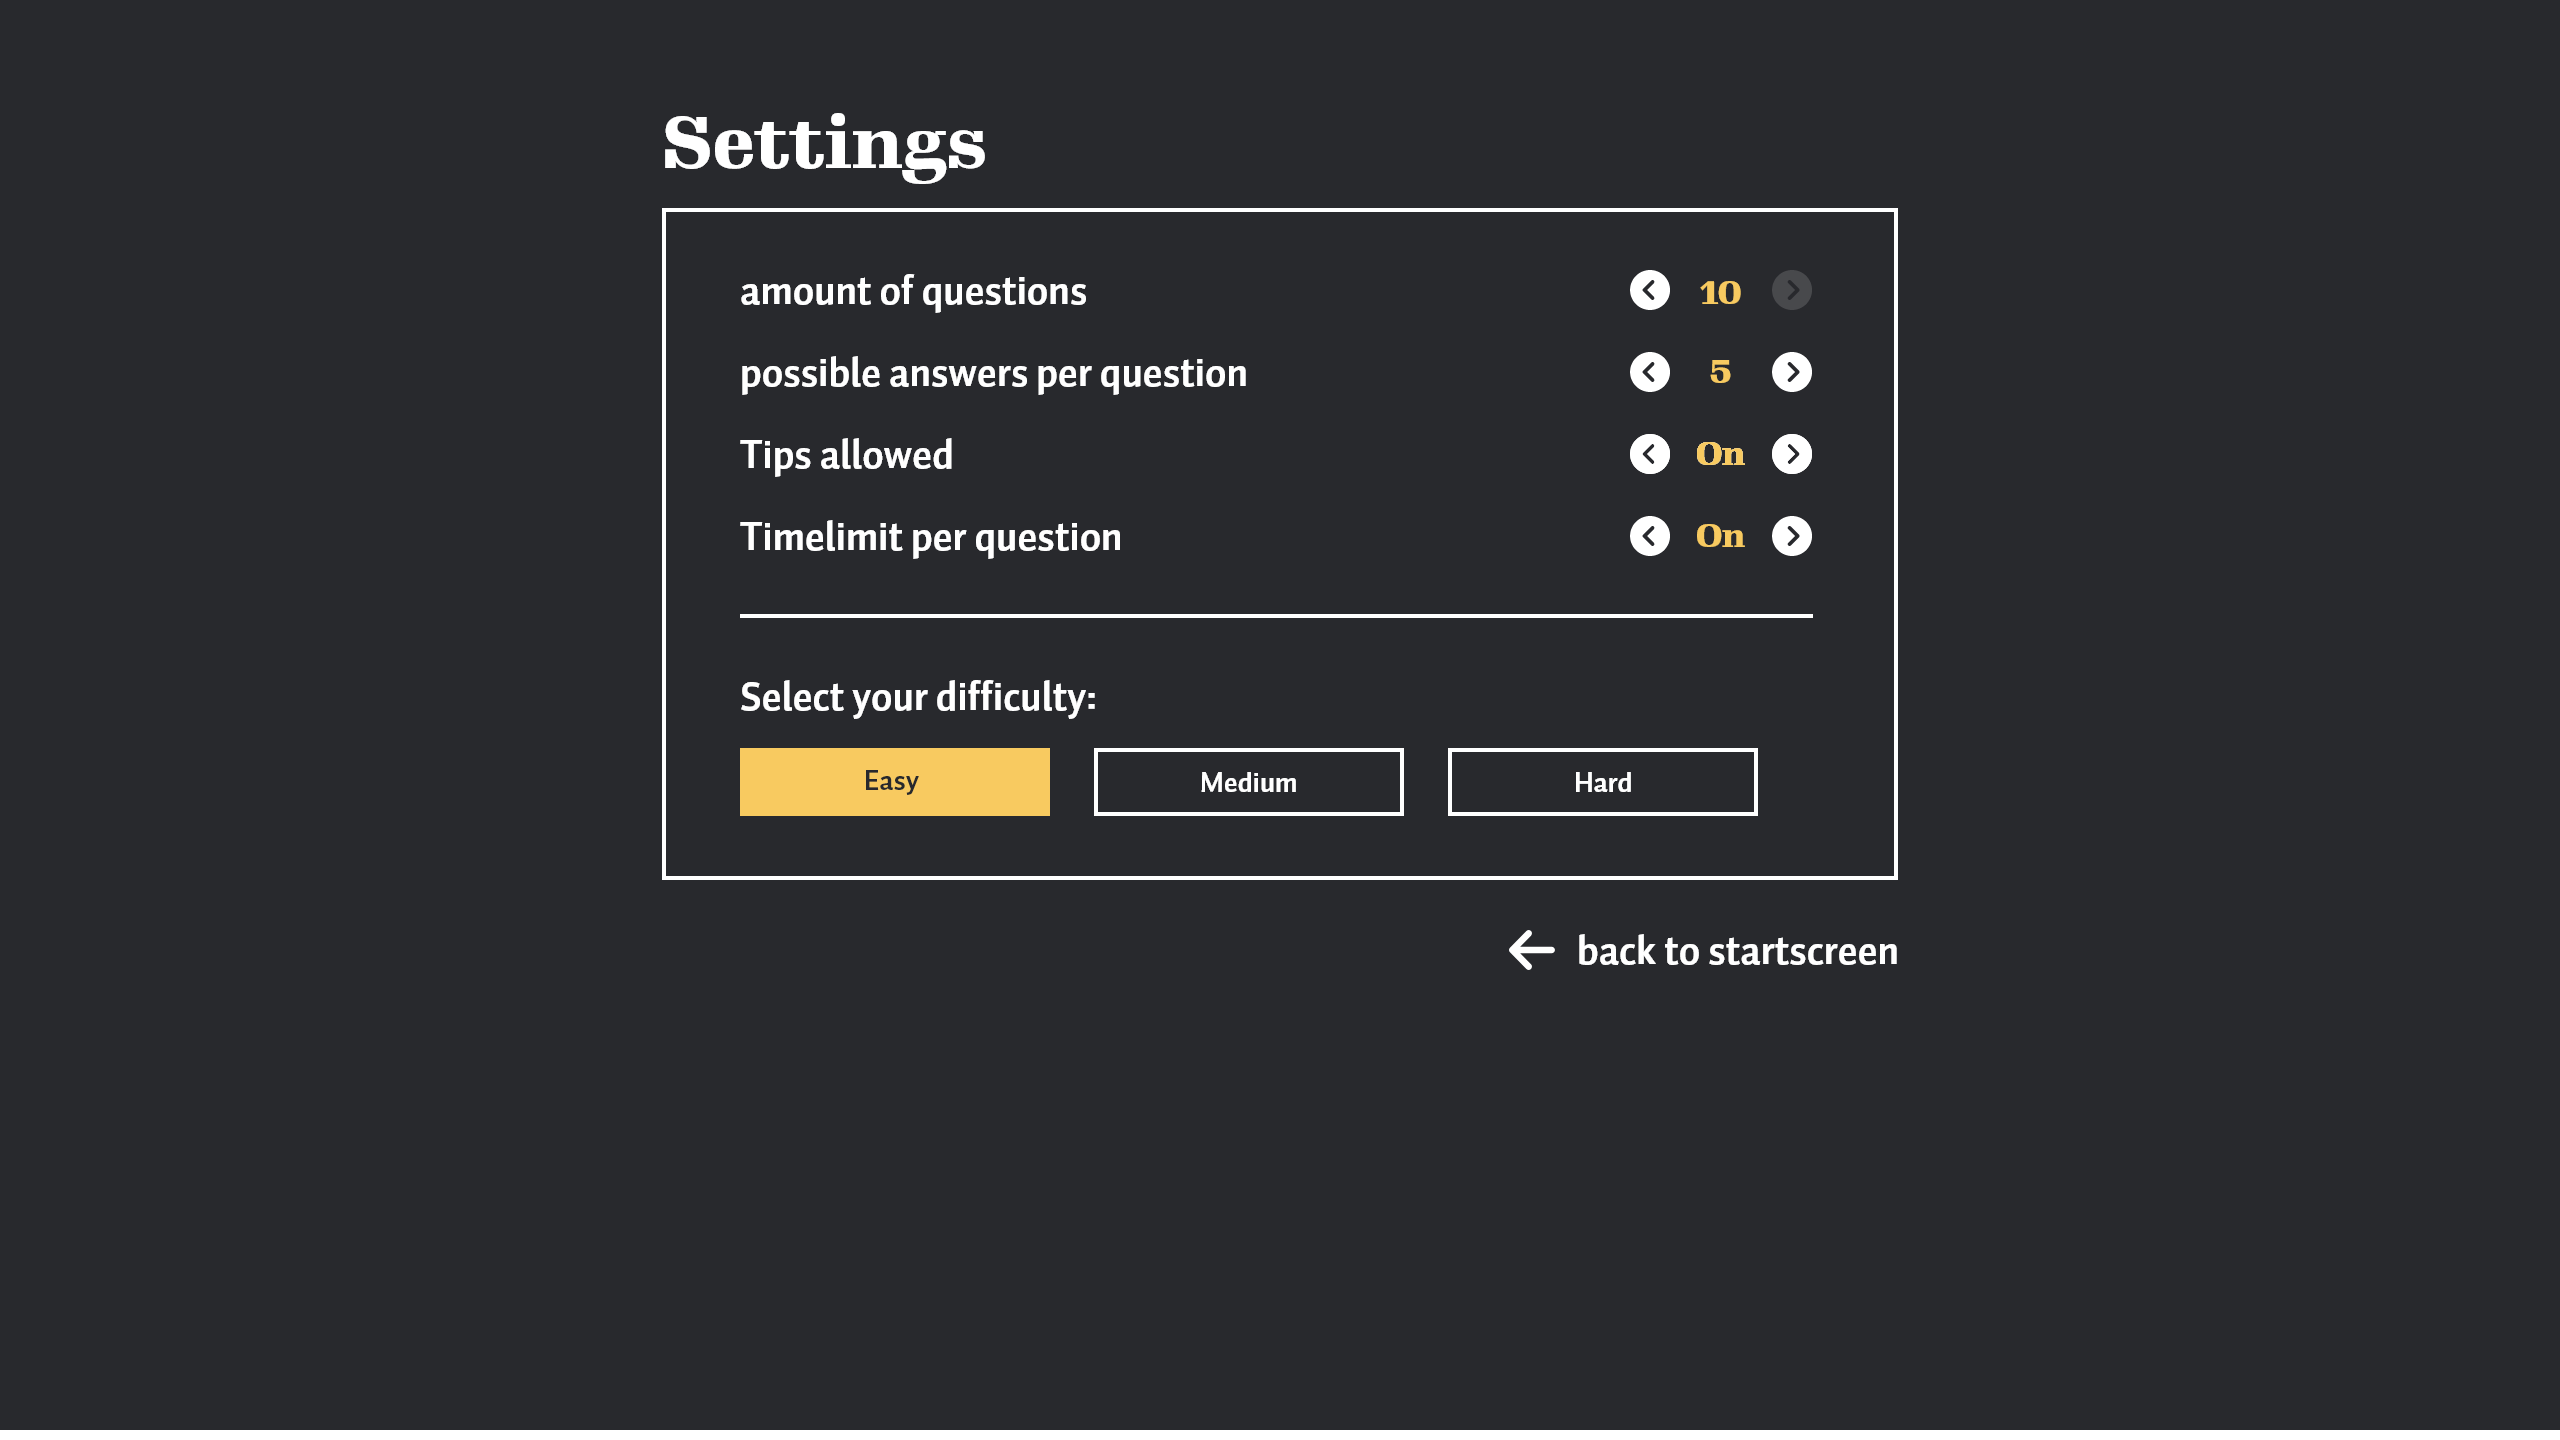 Settings
amount of questions 10
possible answers per question 5
Tips allowed On
Timelimit per question On
Select your difficulty:
Easy Medium Hard
back to startscreen